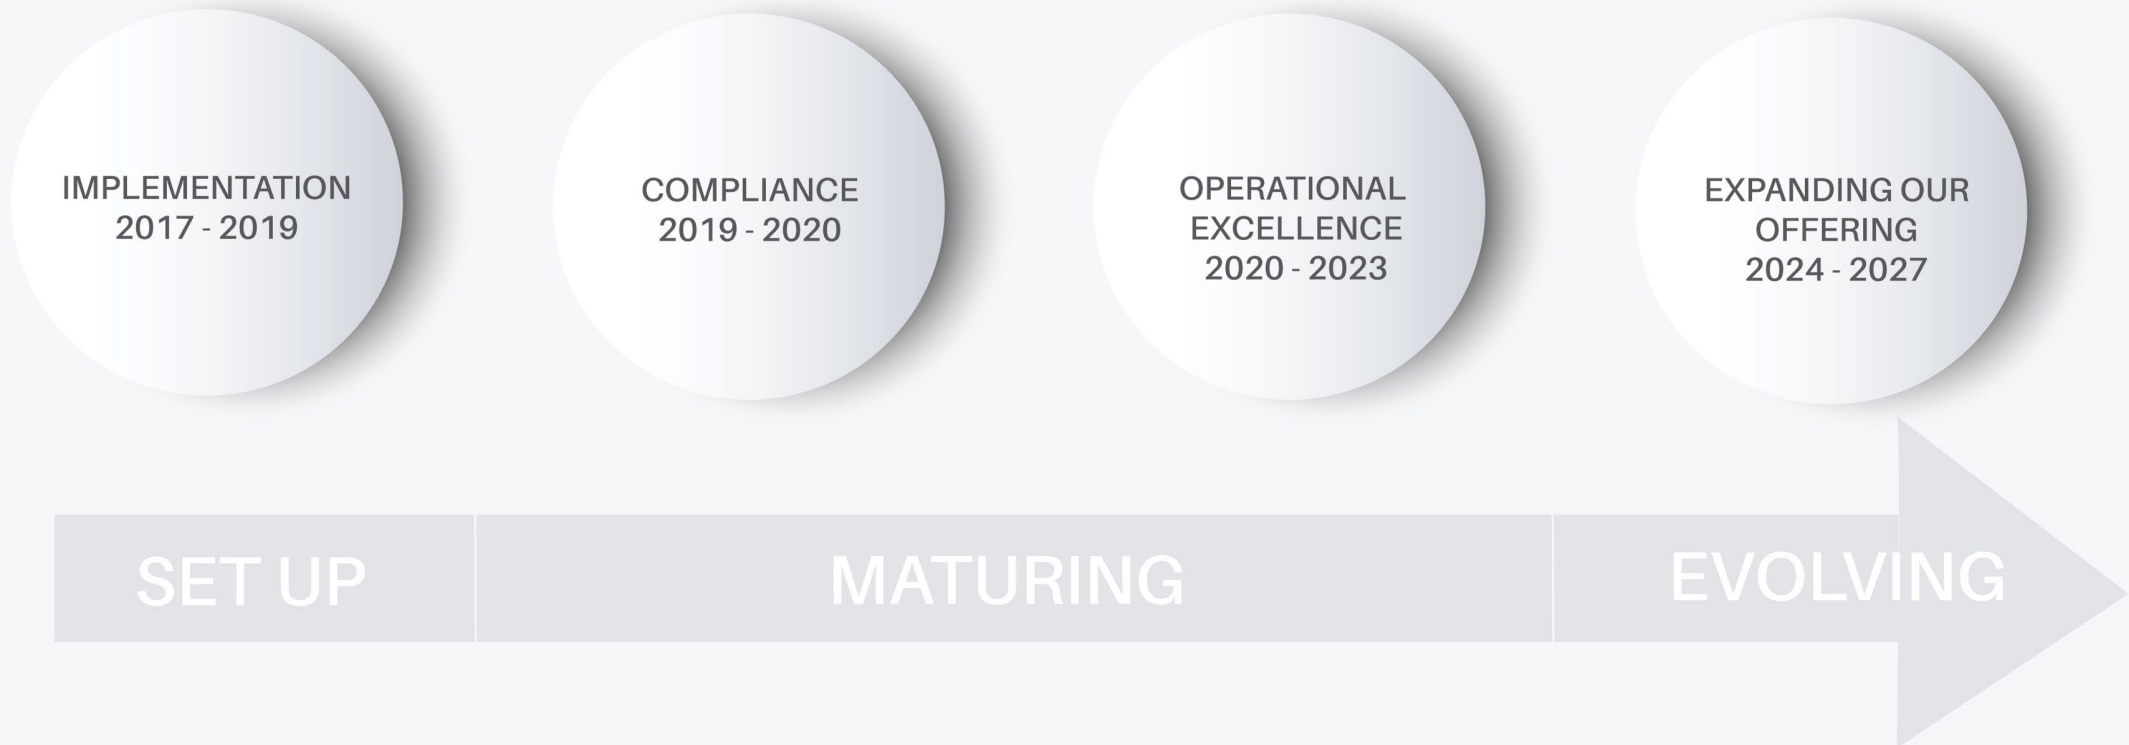 IMPLEMENTATION
2017 - 2019
COMPLIANCE
2019 - 2020
OPERATIONAL
EXCELLENCE
2020 - 2023
EXPANDING OUR
OFFERING
2024 - 2027
SET UP
MATURING
EVOLVING